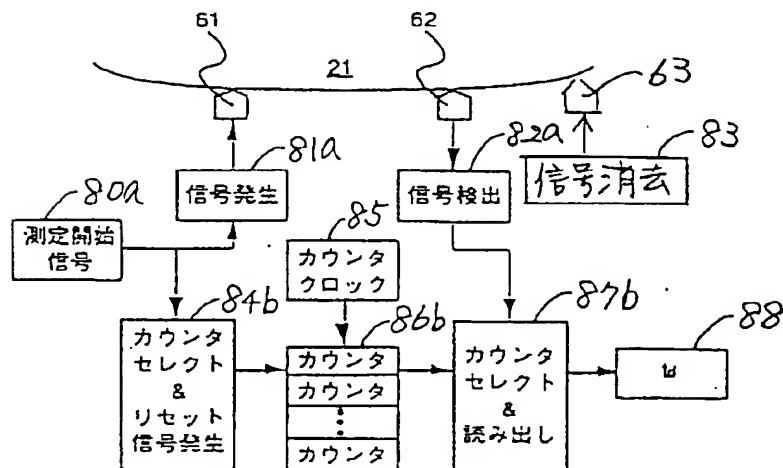 61
62
21
63
81a
82a
83
80a
信号発生
信号検出
信号消去
測定開始
信号
85
カウンタ
クロック
84b
86b
87b
88
カウンタ
セレクト
&
リセット
信号発生
カウンタ
カウンタ
カウンタ
カウンタ
セレクト
&
読み出し